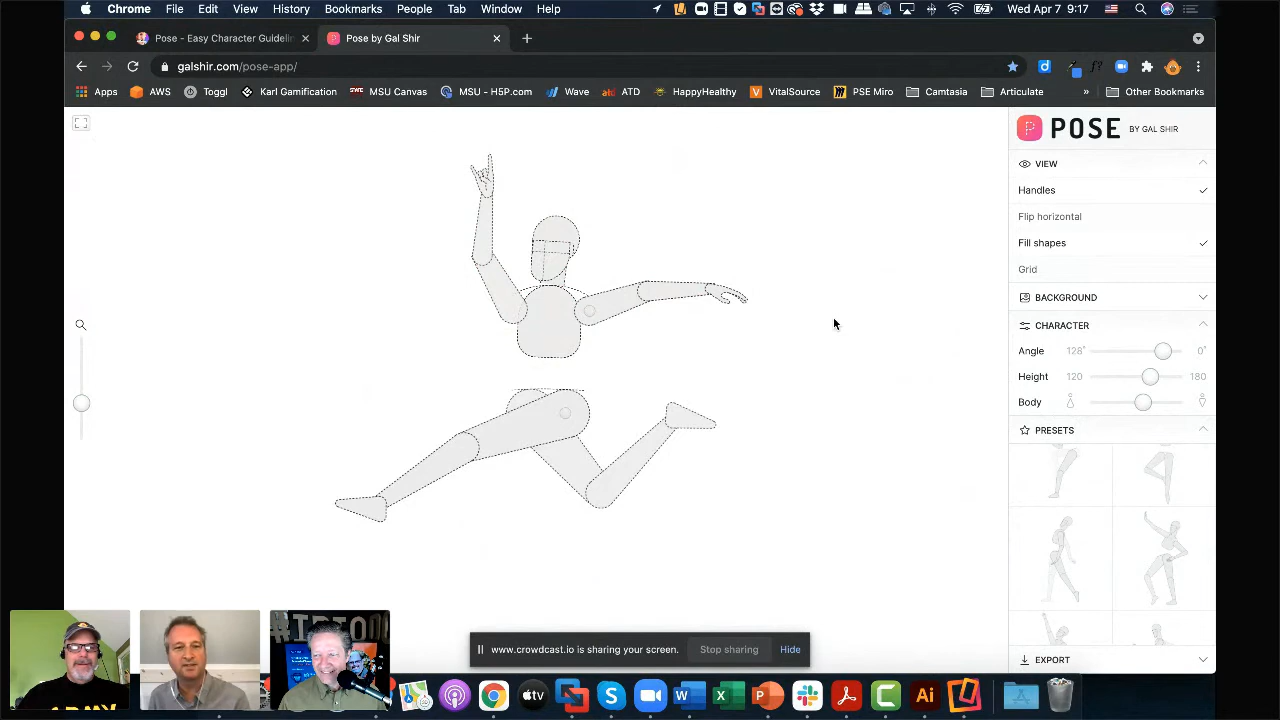 Chrome File Edit View History Bookmarks People Tab Window Help Wed Apr 7 9:17
Pose - Easy Character Guidelin
Pose by Gal Shir
galshir.com/pose-app/
Apps AWS Toggl Karl Gamification MSU Canvas MSU - H5P.com Wave ATD HappyHealthy VitalSource PSE Miro Camtasia Articulate » Other Bookmarks
POSE BY GAL SHIR
VIEW
Handles
Flip horizontal
Fill shapes
Grid
BACKGROUND
CHARACTER
Angle 128° 0°
Height 120 180
Body
PRESETS
EXPORT
www.crowdcast.io is sharing your screen. Stop sharing Hide
#IDIODC
ARMY
tv